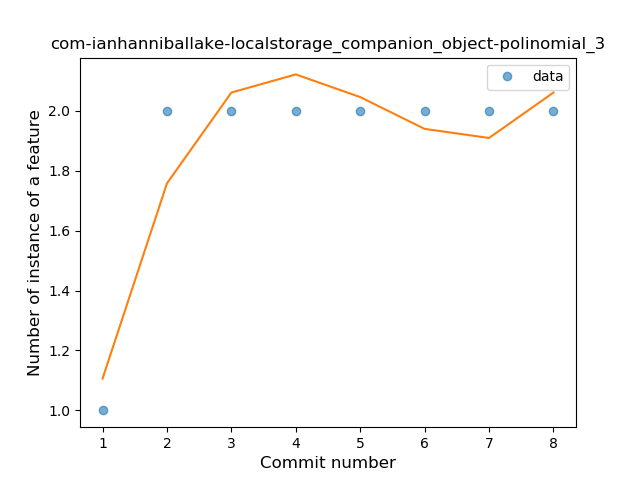 com-ianhanniballake-localstorage_companion_object-polinomial_3
data
Number of instance of a feature
2.0
1.8
1.6
1.4
1.2
1.0
1 2 3 4 5 6 7 8
Commit number